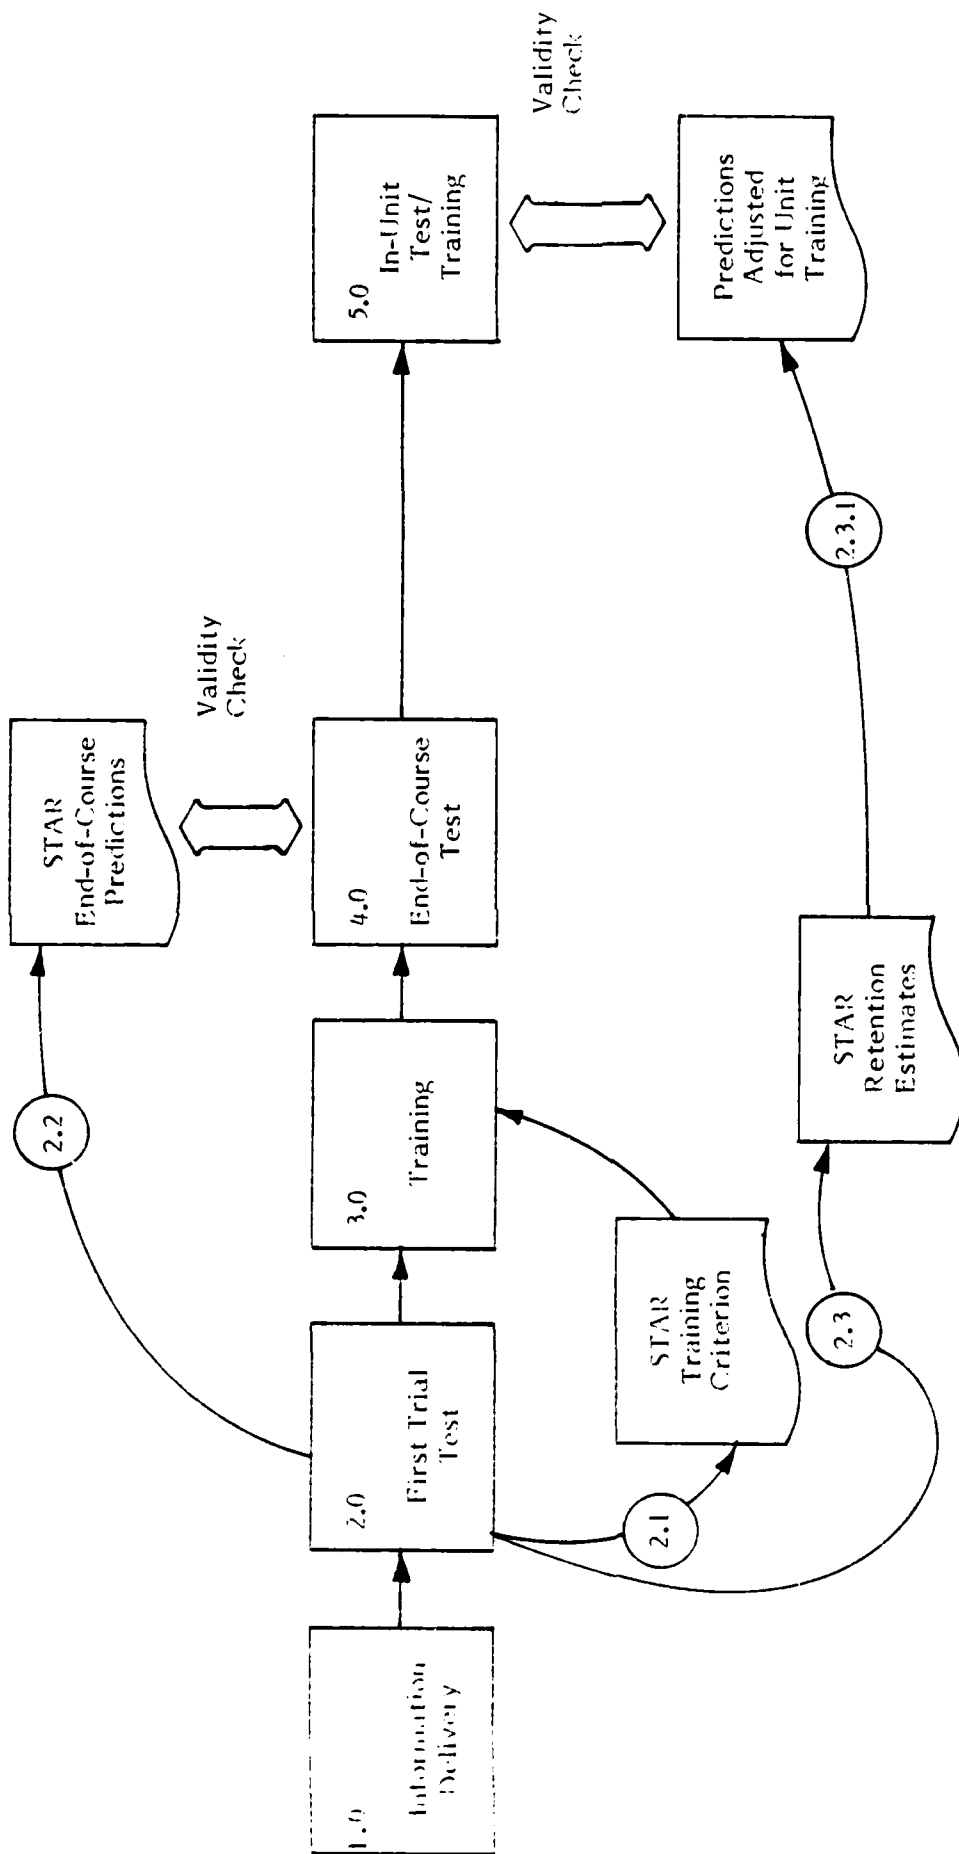 STAR
End-of-Course
Predictions
2.2
Validity
Check
1.0
Information
Delivery
2.0
First Trial
Test
3.0
Training
4.0
End-of-Course
Test
5.0
In-Unit
Test/
Training
Validity
Check
2.1
STAR
Training
Criterion
2.3
STAR
Retention
Estimates
2.3.1
Predictions
Adjusted
for Unit
Training